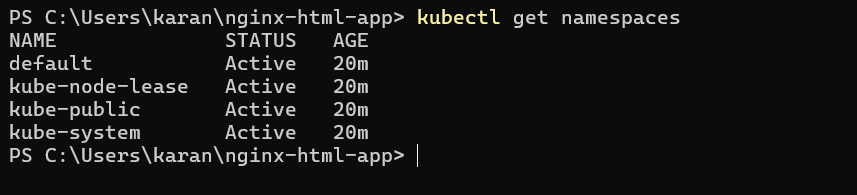 PS C:\Users\karan\nginx-html-app> kubectl get namespaces
NAME              STATUS   AGE
default           Active   20m
kube-node-lease   Active   20m
kube-public       Active   20m
kube-system       Active   20m
PS C:\Users\karan\nginx-html-app>